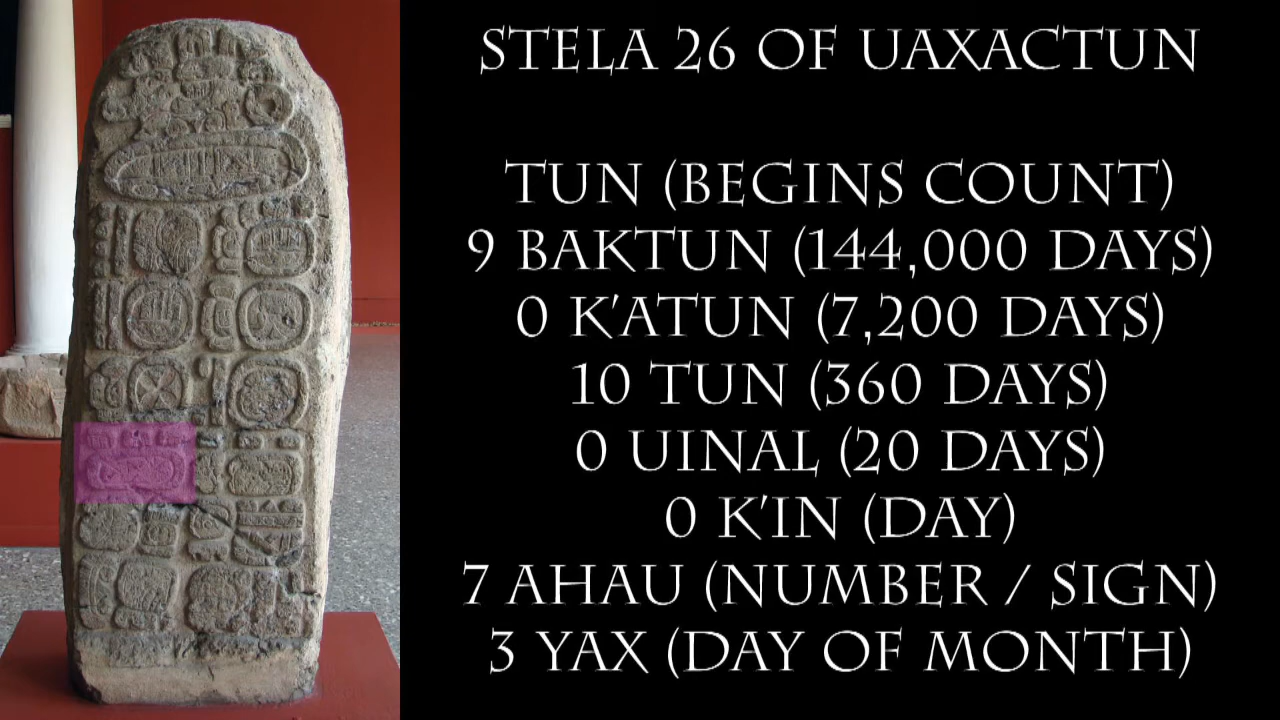 STELA 26 OF UAXACTUN
TUN (BEGINS COUNT)
9 BAKTUN (144,000 DAYS)
0 K'ATUN (7,200 DAYS)
10 TUN (360 DAYS)
0 UINAL (20 DAYS)
0 K'IN (DAY)
7 AHAU (NUMBER / SIGN)
3 YAX (DAY OF MONTH)